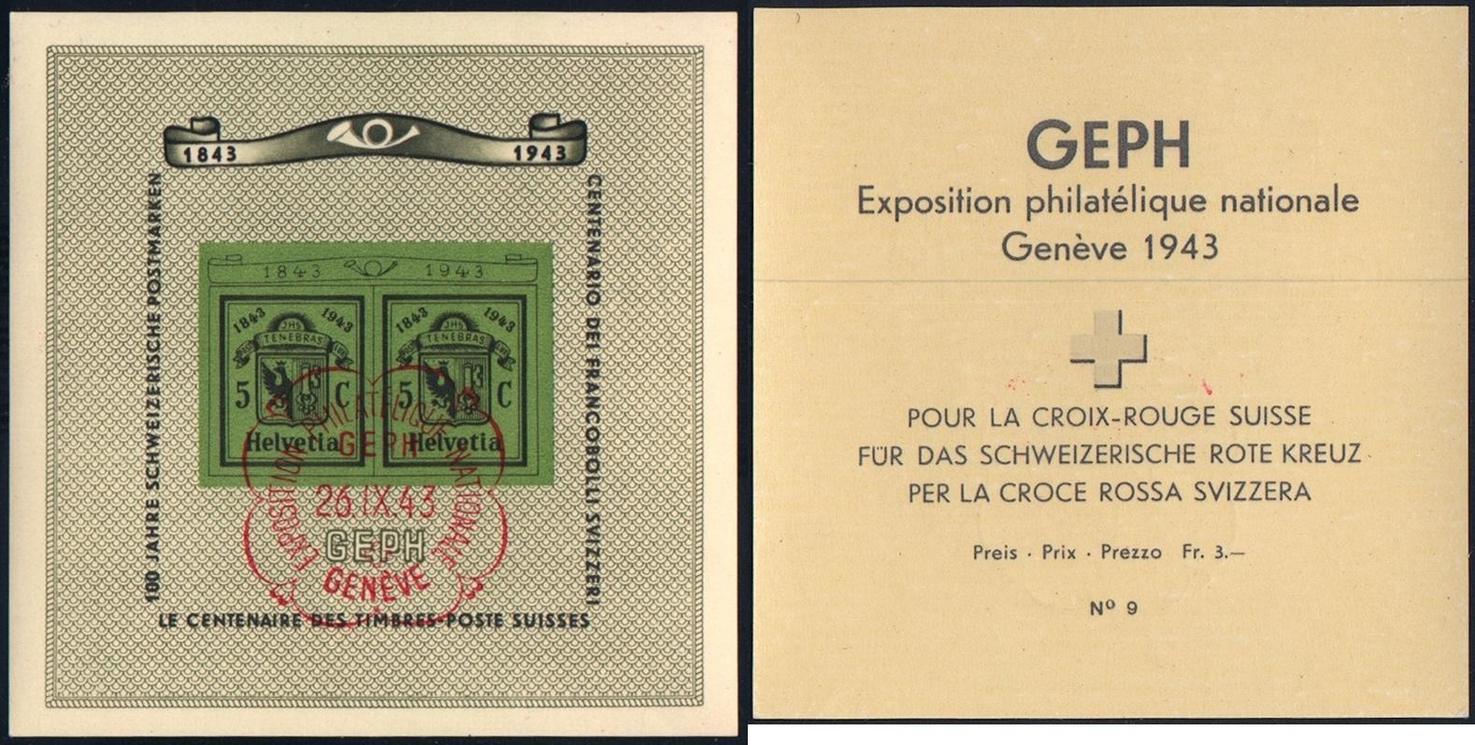 1843 1943
100 JAHRE SCHWEIZERISCHE POSTMARKEN
CENTENARIO DEI FRANCOBOLLI SVIZZERI
1843 1943
1843 1943
JHS
TENEBRAS
5 C
Helvetia
1843 1943
JHS
TENEBRAS
5 C
Helvetia
EXPOSITION PHILATÉLIQUE NATIONALE
GEPH
26.IX.43
GEPH
GENÈVE
LE CENTENAIRE DES TIMBRES-POSTE SUISSES
GEPH
Exposition philatélique nationale
Genève 1943
POUR LA CROIX-ROUGE SUISSE
FÜR DAS SCHWEIZERISCHE ROTE KREUZ
PER LA CROCE ROSSA SVIZZERA
Preis · Prix · Prezzo Fr. 3.—
Nº 9